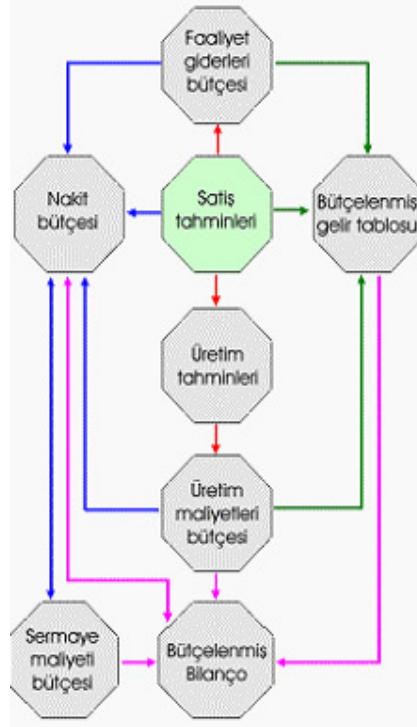 Faaliyet
giderleri
bütçesi
Nakit
bütçesi
Satiş
tahminleri
Bütçelenmiş
gelir tablosu
Üretim
tahminleri
Üretim
maliyetleri
bütçesi
Sermaye
maliyeti
bütçesi
Bütçelenmiş
Bilanço